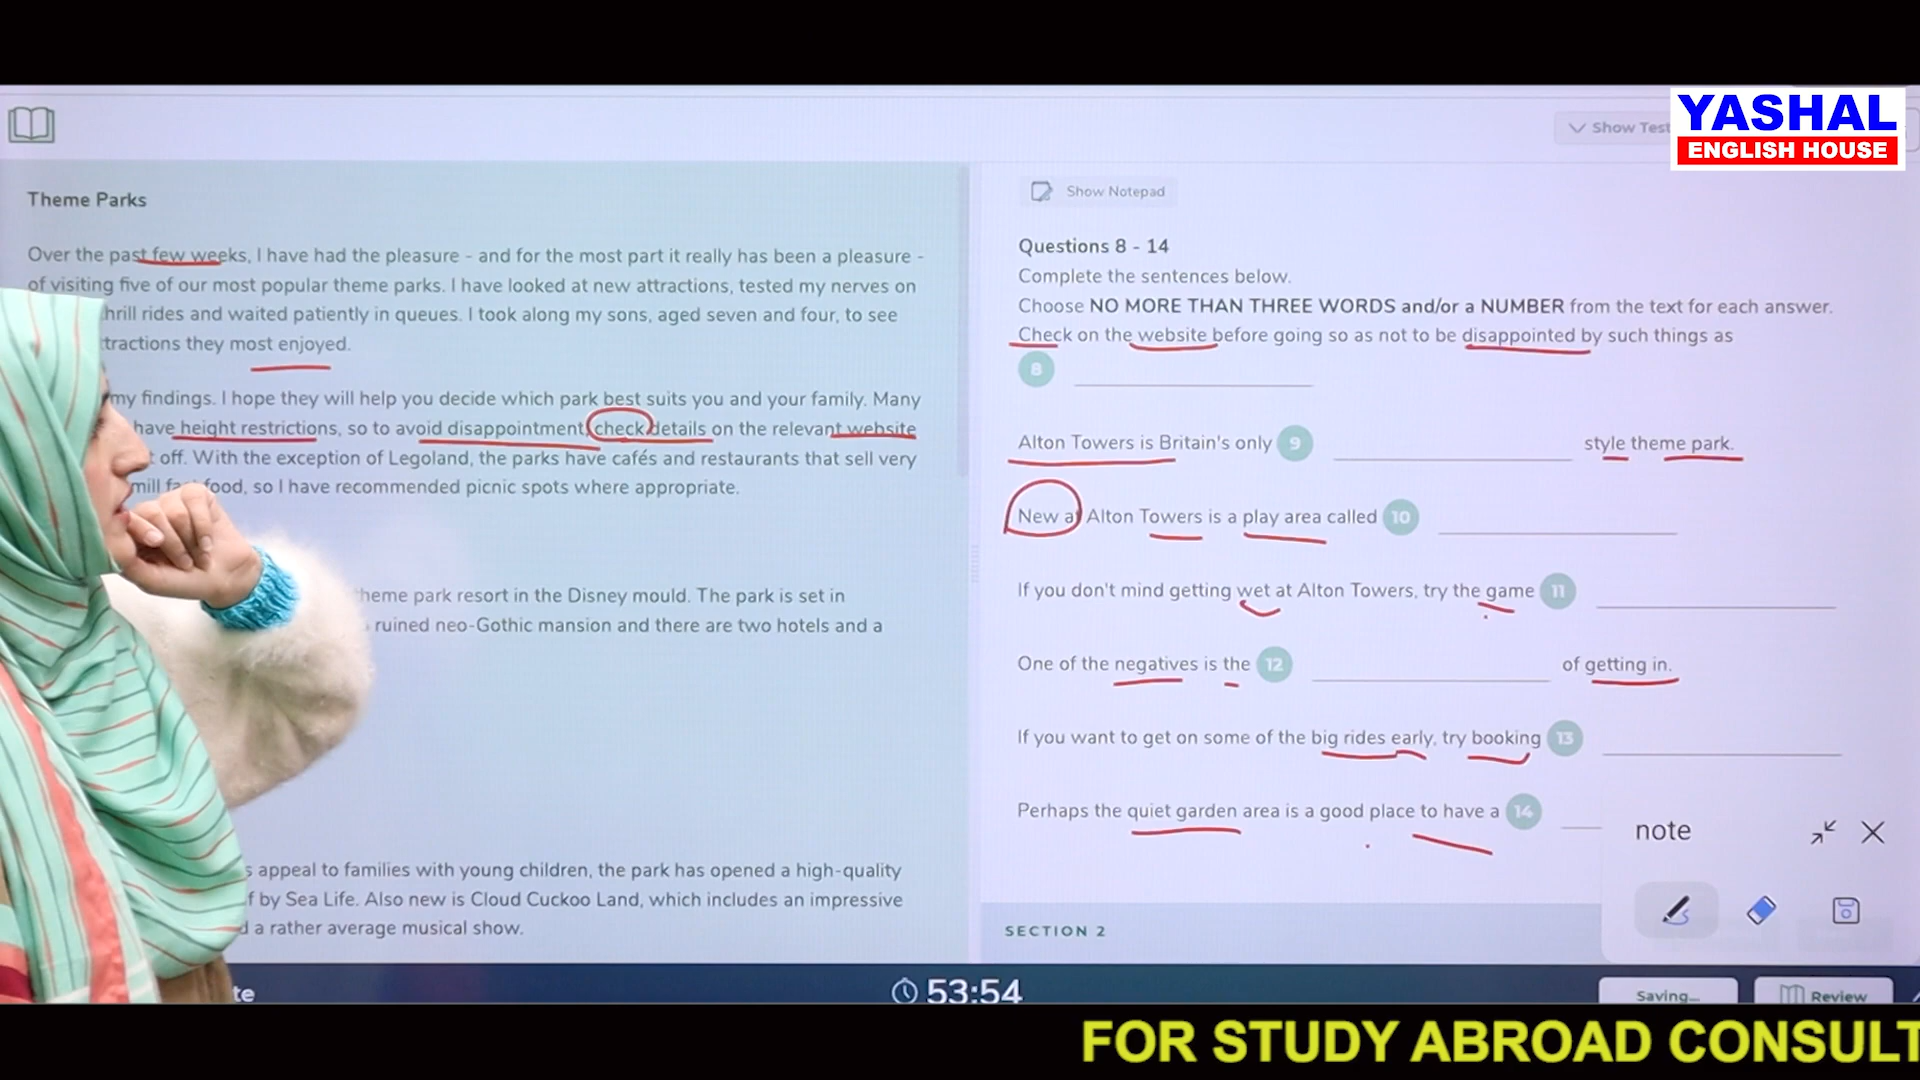 YASHAL
ENGLISH HOUSE
Show Test
Theme Parks
Over the past few weeks, I have had the pleasure - and for the most part it really has been a pleasure -
of visiting five of our most popular theme parks. I have looked at new attractions, tested my nerves on
hrill rides and waited patiently in queues. I took along my sons, aged seven and four, to see
tractions they most enjoyed.
my findings. I hope they will help you decide which park best suits you and your family. Many
have height restrictions, so to avoid disappointment, check details on the relevant website
off. With the exception of Legoland, the parks have cafés and restaurants that sell very
mill fast food, so I have recommended picnic spots where appropriate.
heme park resort in the Disney mould. The park is set in
ruined neo-Gothic mansion and there are two hotels and a
s appeal to families with young children, the park has opened a high-quality
f by Sea Life. Also new is Cloud Cuckoo Land, which includes an impressive
d a rather average musical show.
Show Notepad
Questions 8 - 14
Complete the sentences below.
Choose NO MORE THAN THREE WORDS and/or a NUMBER from the text for each answer.
Check on the website before going so as not to be disappointed by such things as
8
Alton Towers is Britain's only 9 style theme park.
New at Alton Towers is a play area called 10
If you don't mind getting wet at Alton Towers, try the game 11
One of the negatives is the 12 of getting in.
If you want to get on some of the big rides early, try booking 13
Perhaps the quiet garden area is a good place to have a 14
note
SECTION 2
te
53:54
Saving...
Review
FOR STUDY ABROAD CONSULT